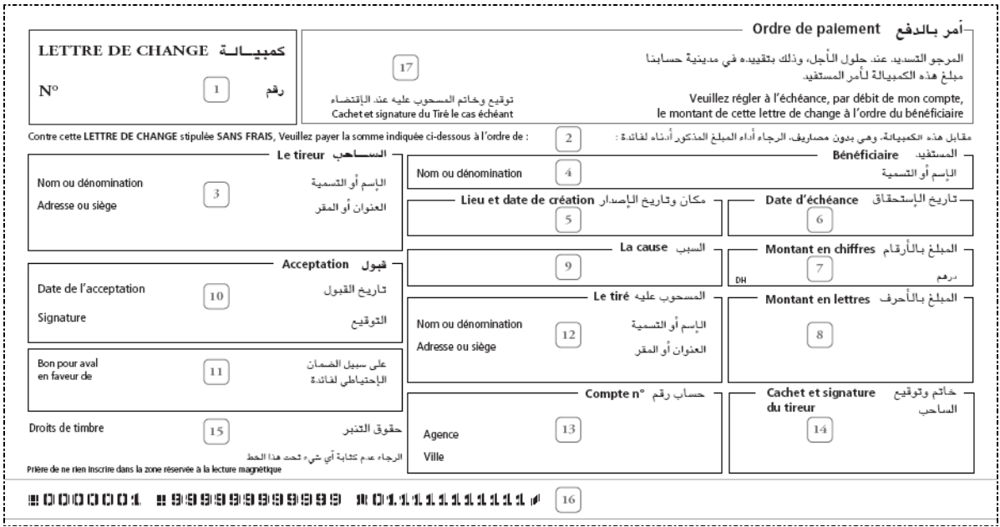 LETTRE DE CHANGE كمبيــالــة
N° 1 رقم
17
توقيع وخاتم المسحوب عليه عند الإقتضاء
Cachet et signature du Tiré le cas échéant
Ordre de paiement أمر بالدفع
المرجو التسديد عند حلول الأجل، وذلك بتقييده في مدينية حسابنا
مبلغ هذه الكمبيالة لأمر المستفيد
Veuillez régler à l'échéance, par débit de mon compte,
le montant de cette lettre de change à l'ordre du bénéficiaire
Contre cette LETTRE DE CHANGE stipulée SANS FRAIS, Veuillez payer la somme indiquée ci-dessous à l'ordre de : 2 مقابل هذه الكمبيالة، وهي بدون مصاريف، الرجاء أداء المبلغ المذكور أدناه لفائدة :
Le tireur الســاحب
Nom ou dénomination 3 الإسم أو التسمية
Adresse ou siège العنوان أو المقر
Bénéficiaire المستفيد
Nom ou dénomination 4 الإسم أو التسمية
Lieu et date de création مكان وتاريخ الإصدار
5
Date d'échéance تاريخ الإستحقاق
6
La cause السبب
9
Montant en chiffres المبلغ بالأرقام
7
DH درهم
Acceptation قبول
Date de l'acceptation 10 تاريخ القبول
Signature التوقيع
Le tiré المسحوب عليه
Nom ou dénomination 12 الإسم أو التسمية
Adresse ou siège العنوان أو المقر
Montant en lettres المبلغ بالأحرف
8
Bon pour aval على سبيل الضمان
en faveur de 11 الإحتياطي لفائدة
Compte n° حساب رقم
13
Agence
Ville
Cachet et signature خاتم وتوقيع
du tireur الساحب
14
Droits de timbre 15 حقوق التنبر
الرجاء عدم كتابة أي شيء تحت هذا الخط
Prière de ne rien inscrire dans la zone réservée à la lecture magnétique
0000001 999999999999 011111111111 16